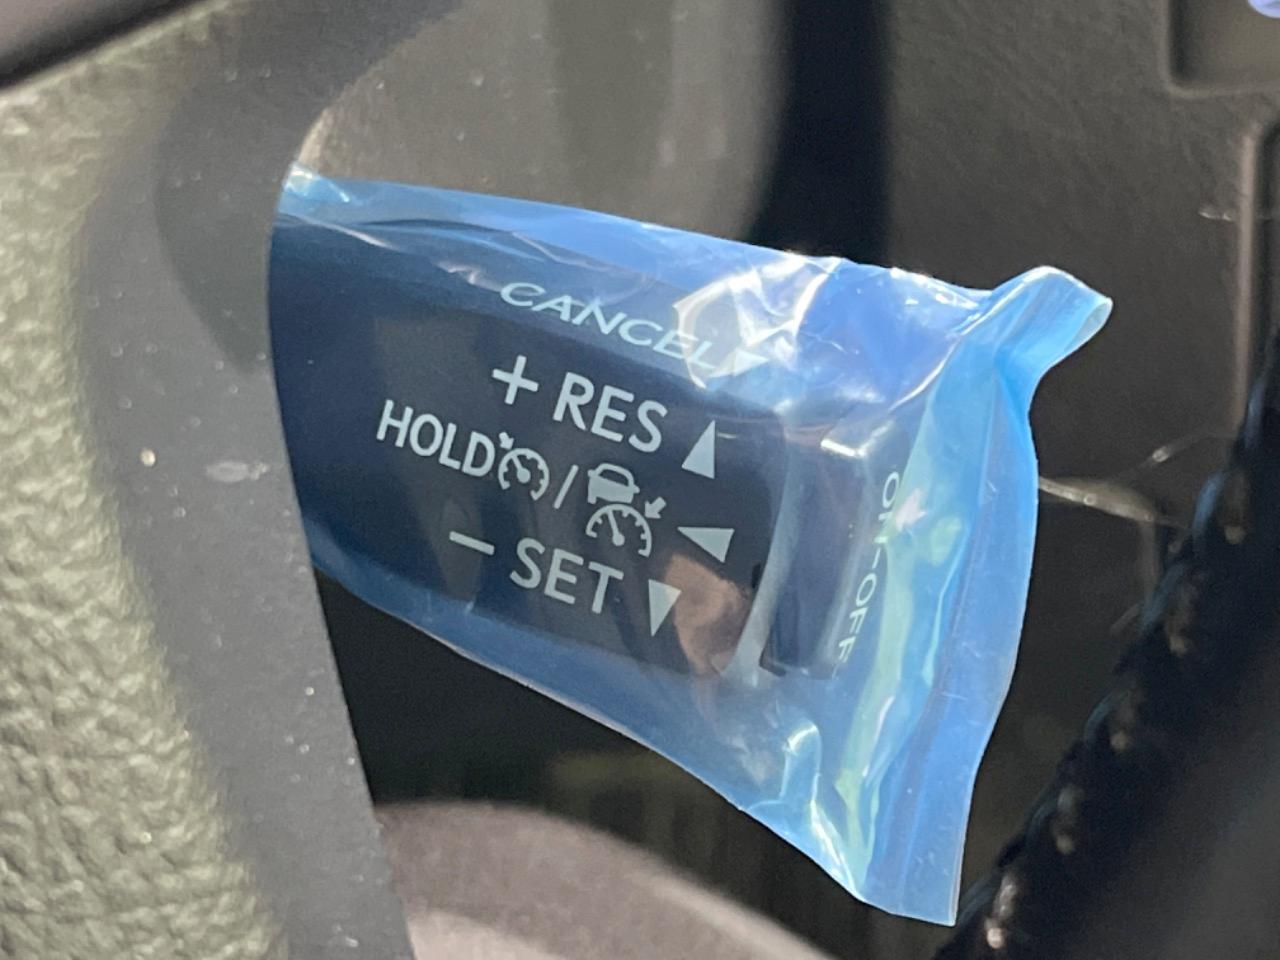 CANCEL
+ RES
HOLD /
− SET
ON-OFF